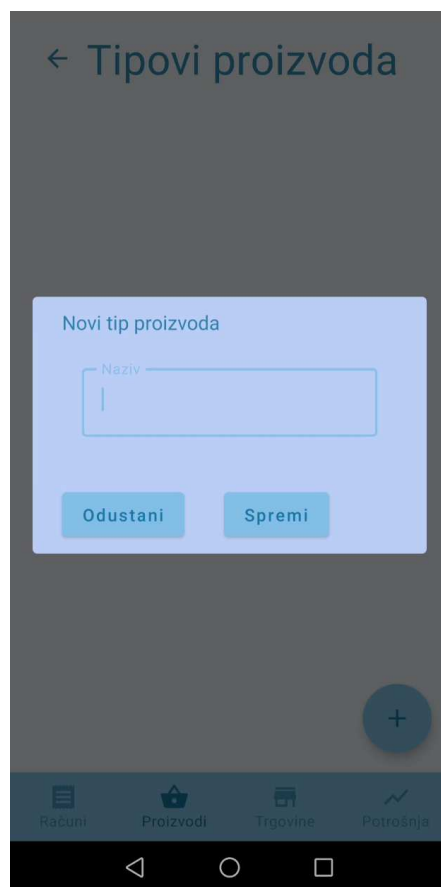 Tipovi proizvoda
Novi tip proizvoda
Naziv
Odustani Spremi
+
Računi Proizvodi Trgovine Potrošnja